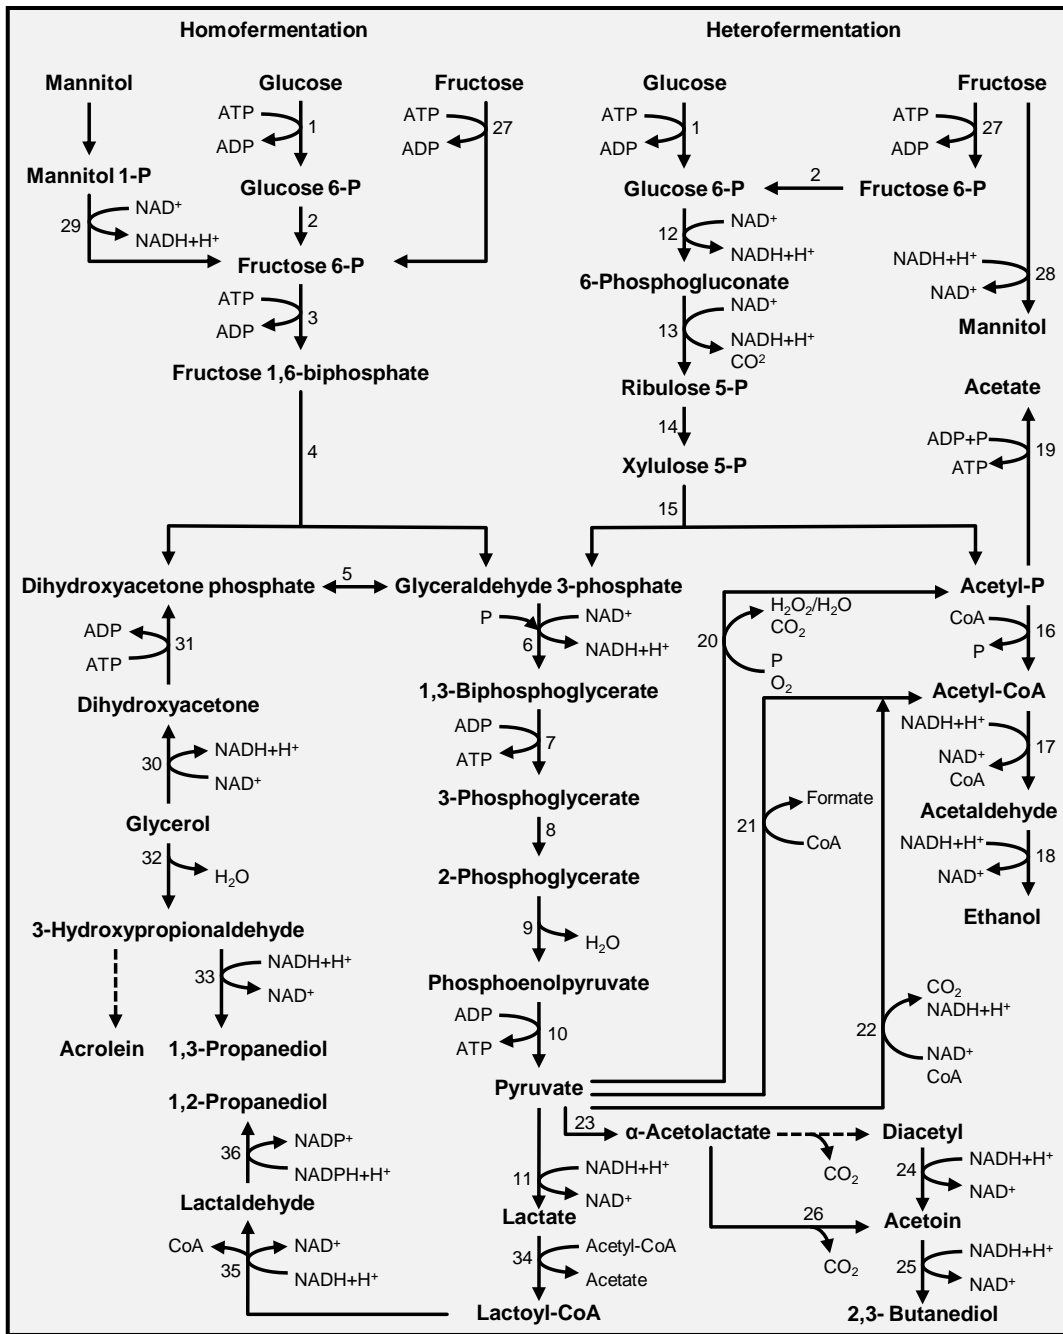 Homofermentation
Heterofermentation
Mannitol
Glucose
Fructose
Glucose
Fructose
ATP
1
ADP
ATP
27
ADP
ATP
1
ADP
ATP
27
ADP
Mannitol 1-P
Glucose 6-P
Glucose 6-P
2
Fructose 6-P
29
NAD+
NADH+H+
2
12
NAD+
NADH+H+
Fructose 6-P
6-Phosphogluconate
NADH+H+
28
NAD+
Mannitol
ATP
3
ADP
13
NAD+
NADH+H+
CO2
Fructose 1,6-biphosphate
Ribulose 5-P
Acetate
4
14
ADP+P
19
ATP
Xylulose 5-P
15
Dihydroxyacetone phosphate
5
Glyceraldehyde 3-phosphate
Acetyl-P
ADP
31
ATP
P
NAD+
6
NADH+H+
20
H2O2/H2O
CO2
P
O2
CoA
16
P
Dihydroxyacetone
1,3-Biphosphoglycerate
Acetyl-CoA
NADH+H+
30
NAD+
ADP
7
ATP
NADH+H+
17
NAD+
CoA
Glycerol
3-Phosphoglycerate
21
Formate
CoA
Acetaldehyde
32
H2O
8
NADH+H+
18
NAD+
2-Phosphoglycerate
Ethanol
3-Hydroxypropionaldehyde
9
H2O
33
NADH+H+
NAD+
Phosphoenolpyruvate
22
CO2
NADH+H+
NAD+
CoA
ADP
10
ATP
Acrolein
1,3-Propanediol
Pyruvate
1,2-Propanediol
23
α-Acetolactate
CO2
Diacetyl
36
NADP+
NADPH+H+
11
NADH+H+
NAD+
24
NADH+H+
NAD+
Lactaldehyde
Lactate
26
CO2
Acetoin
CoA
35
NAD+
NADH+H+
34
Acetyl-CoA
Acetate
25
NADH+H+
NAD+
Lactoyl-CoA
2,3- Butanediol